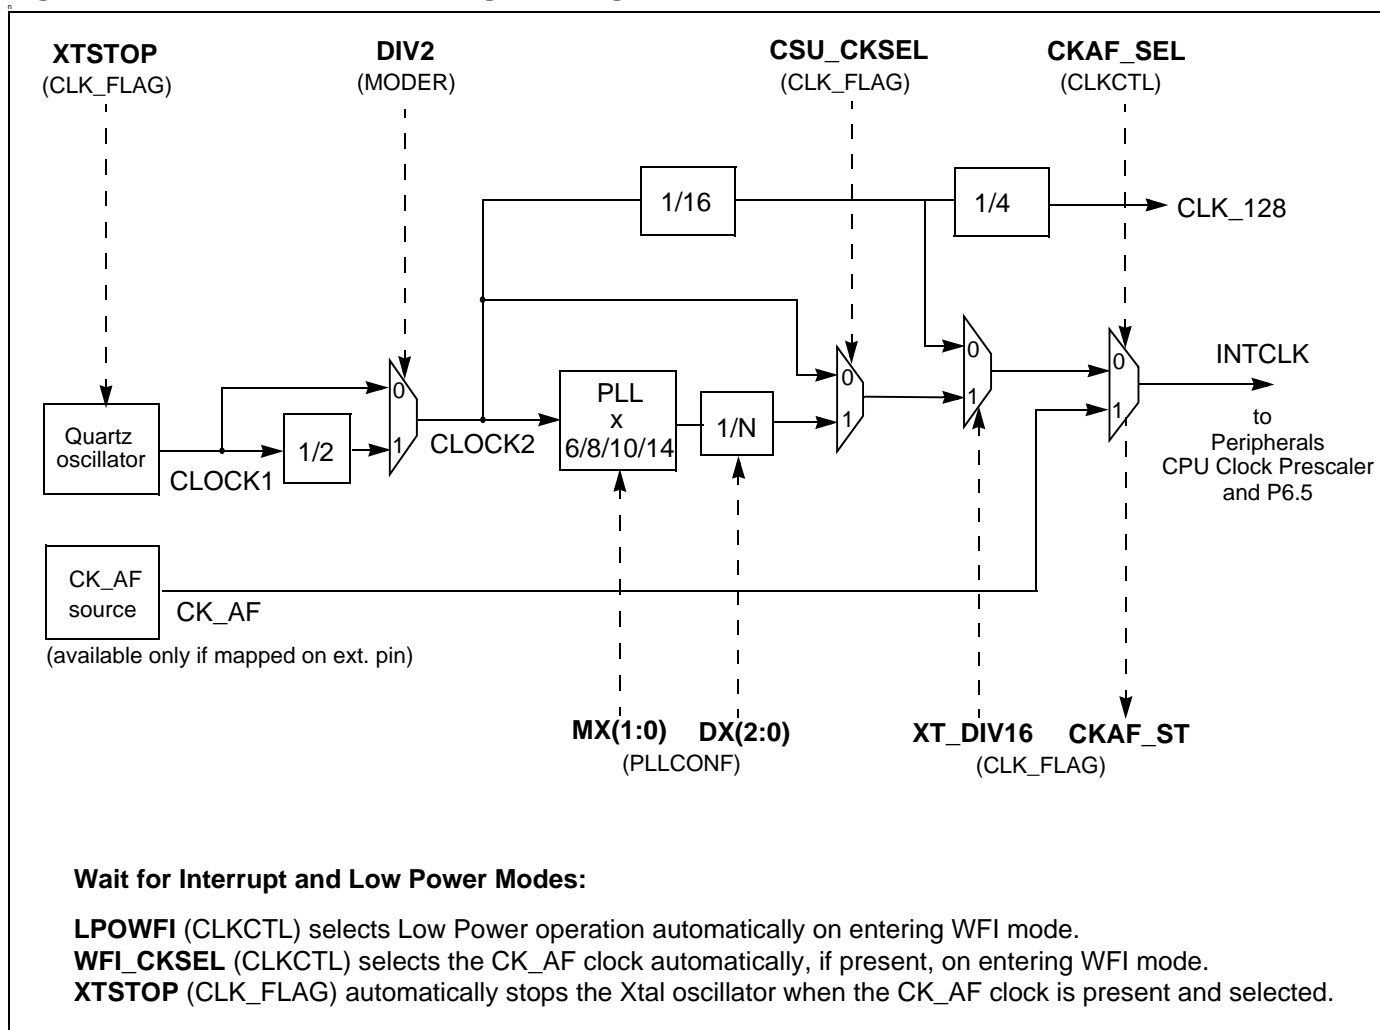 XTSTOP
(CLK_FLAG)
DIV2
(MODER)
CSU_CKSEL
(CLK_FLAG)
CKAF_SEL
(CLKCTL)
1/16
1/4
CLK_128
Quartz
oscillator
CLOCK1
1/2
0
1
CLOCK2
PLL
x
6/8/10/14
1/N
0
1
0
1
0
1
INTCLK
to
Peripherals
CPU Clock Prescaler
and P6.5
CK_AF
source
CK_AF
(available only if mapped on ext. pin)
MX(1:0)
DX(2:0)
(PLLCONF)
XT_DIV16
CKAF_ST
(CLK_FLAG)
Wait for Interrupt and Low Power Modes:
LPOWFI (CLKCTL) selects Low Power operation automatically on entering WFI mode.
WFI_CKSEL (CLKCTL) selects the CK_AF clock automatically, if present, on entering WFI mode.
XTSTOP (CLK_FLAG) automatically stops the Xtal oscillator when the CK_AF clock is present and selected.